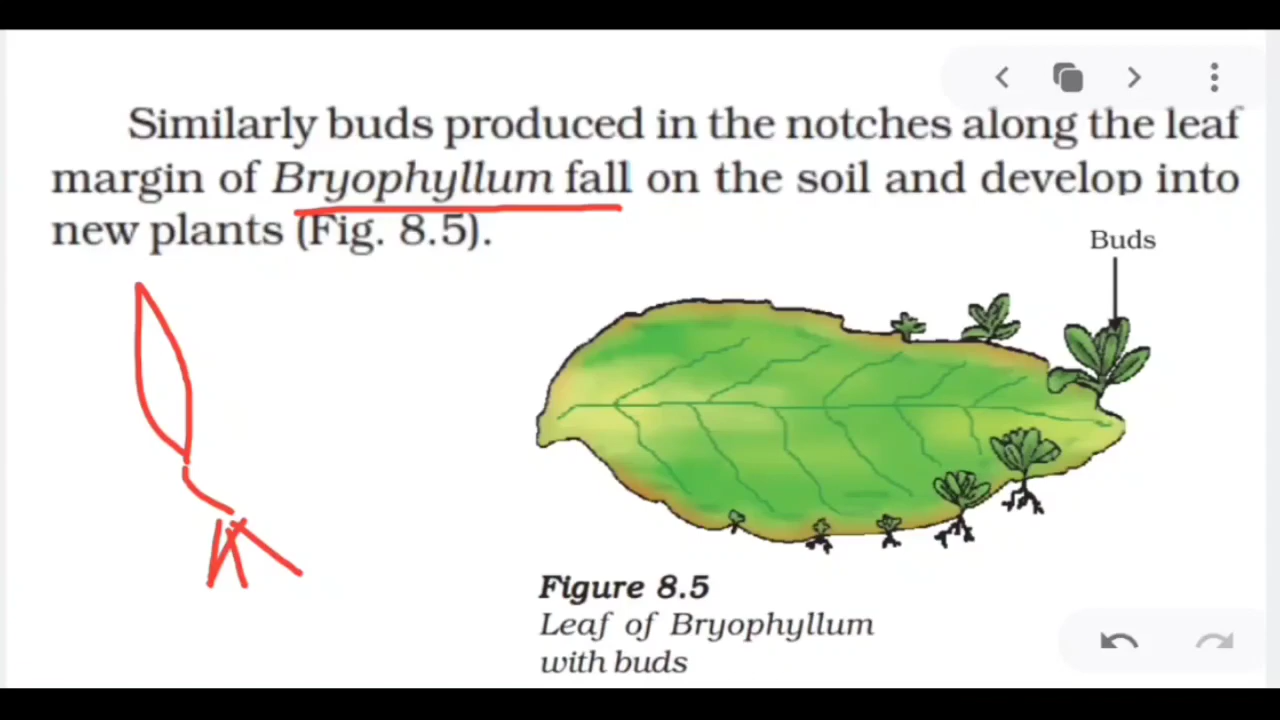 Similarly buds produced in the notches along the leaf
margin of Bryophyllum fall on the soil and develop into
new plants (Fig. 8.5).
Buds
Figure 8.5
Leaf of Bryophyllum
with buds